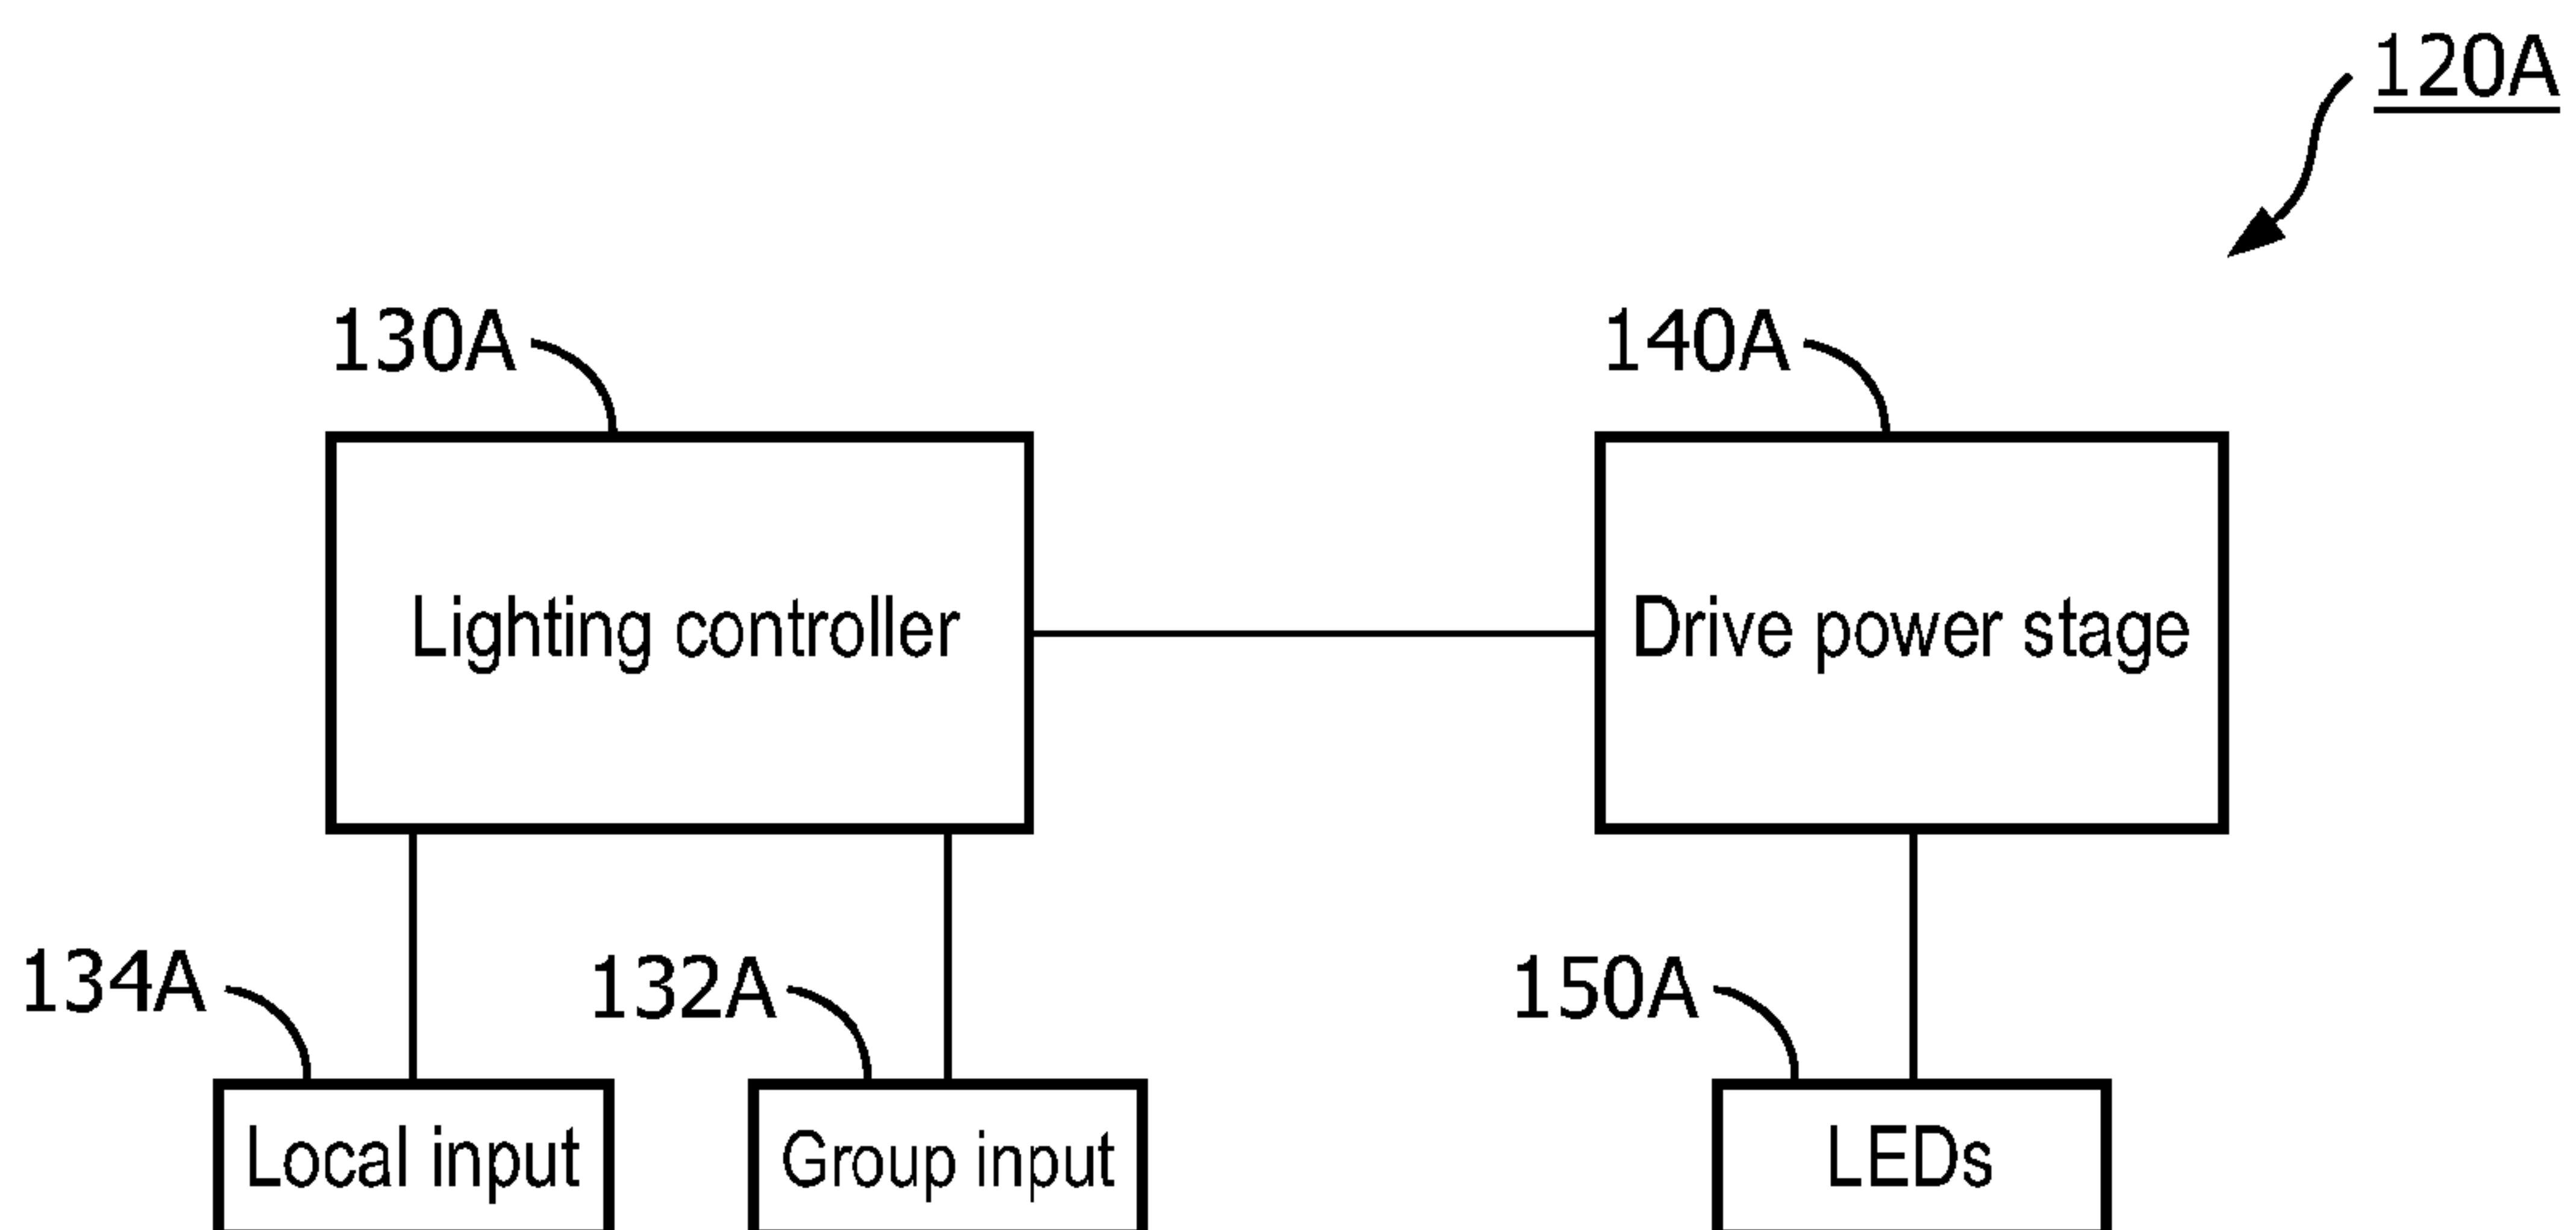 120A
130A
140A
Lighting controller
Drive power stage
134A
132A
150A
Local input
Group input
LEDs